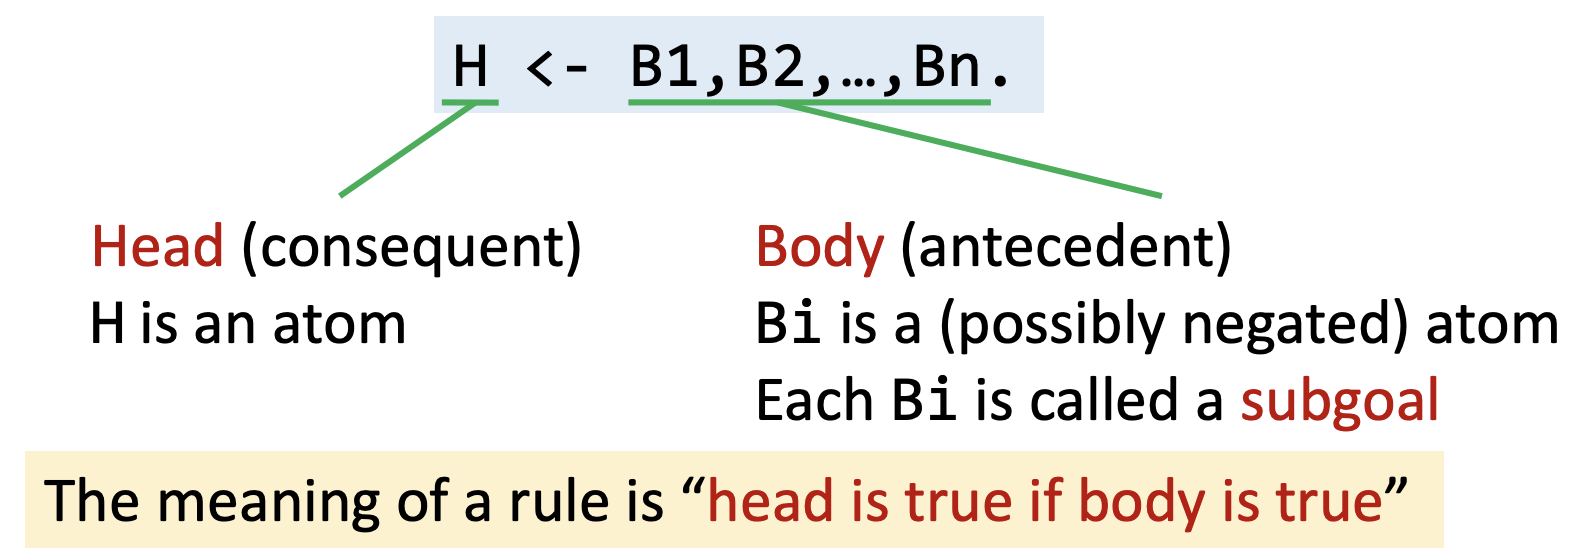 H <- B1,B2,…,Bn.
Head (consequent)
H is an atom
Body (antecedent)
Bi is a (possibly negated) atom
Each Bi is called a subgoal
The meaning of a rule is “head is true if body is true”